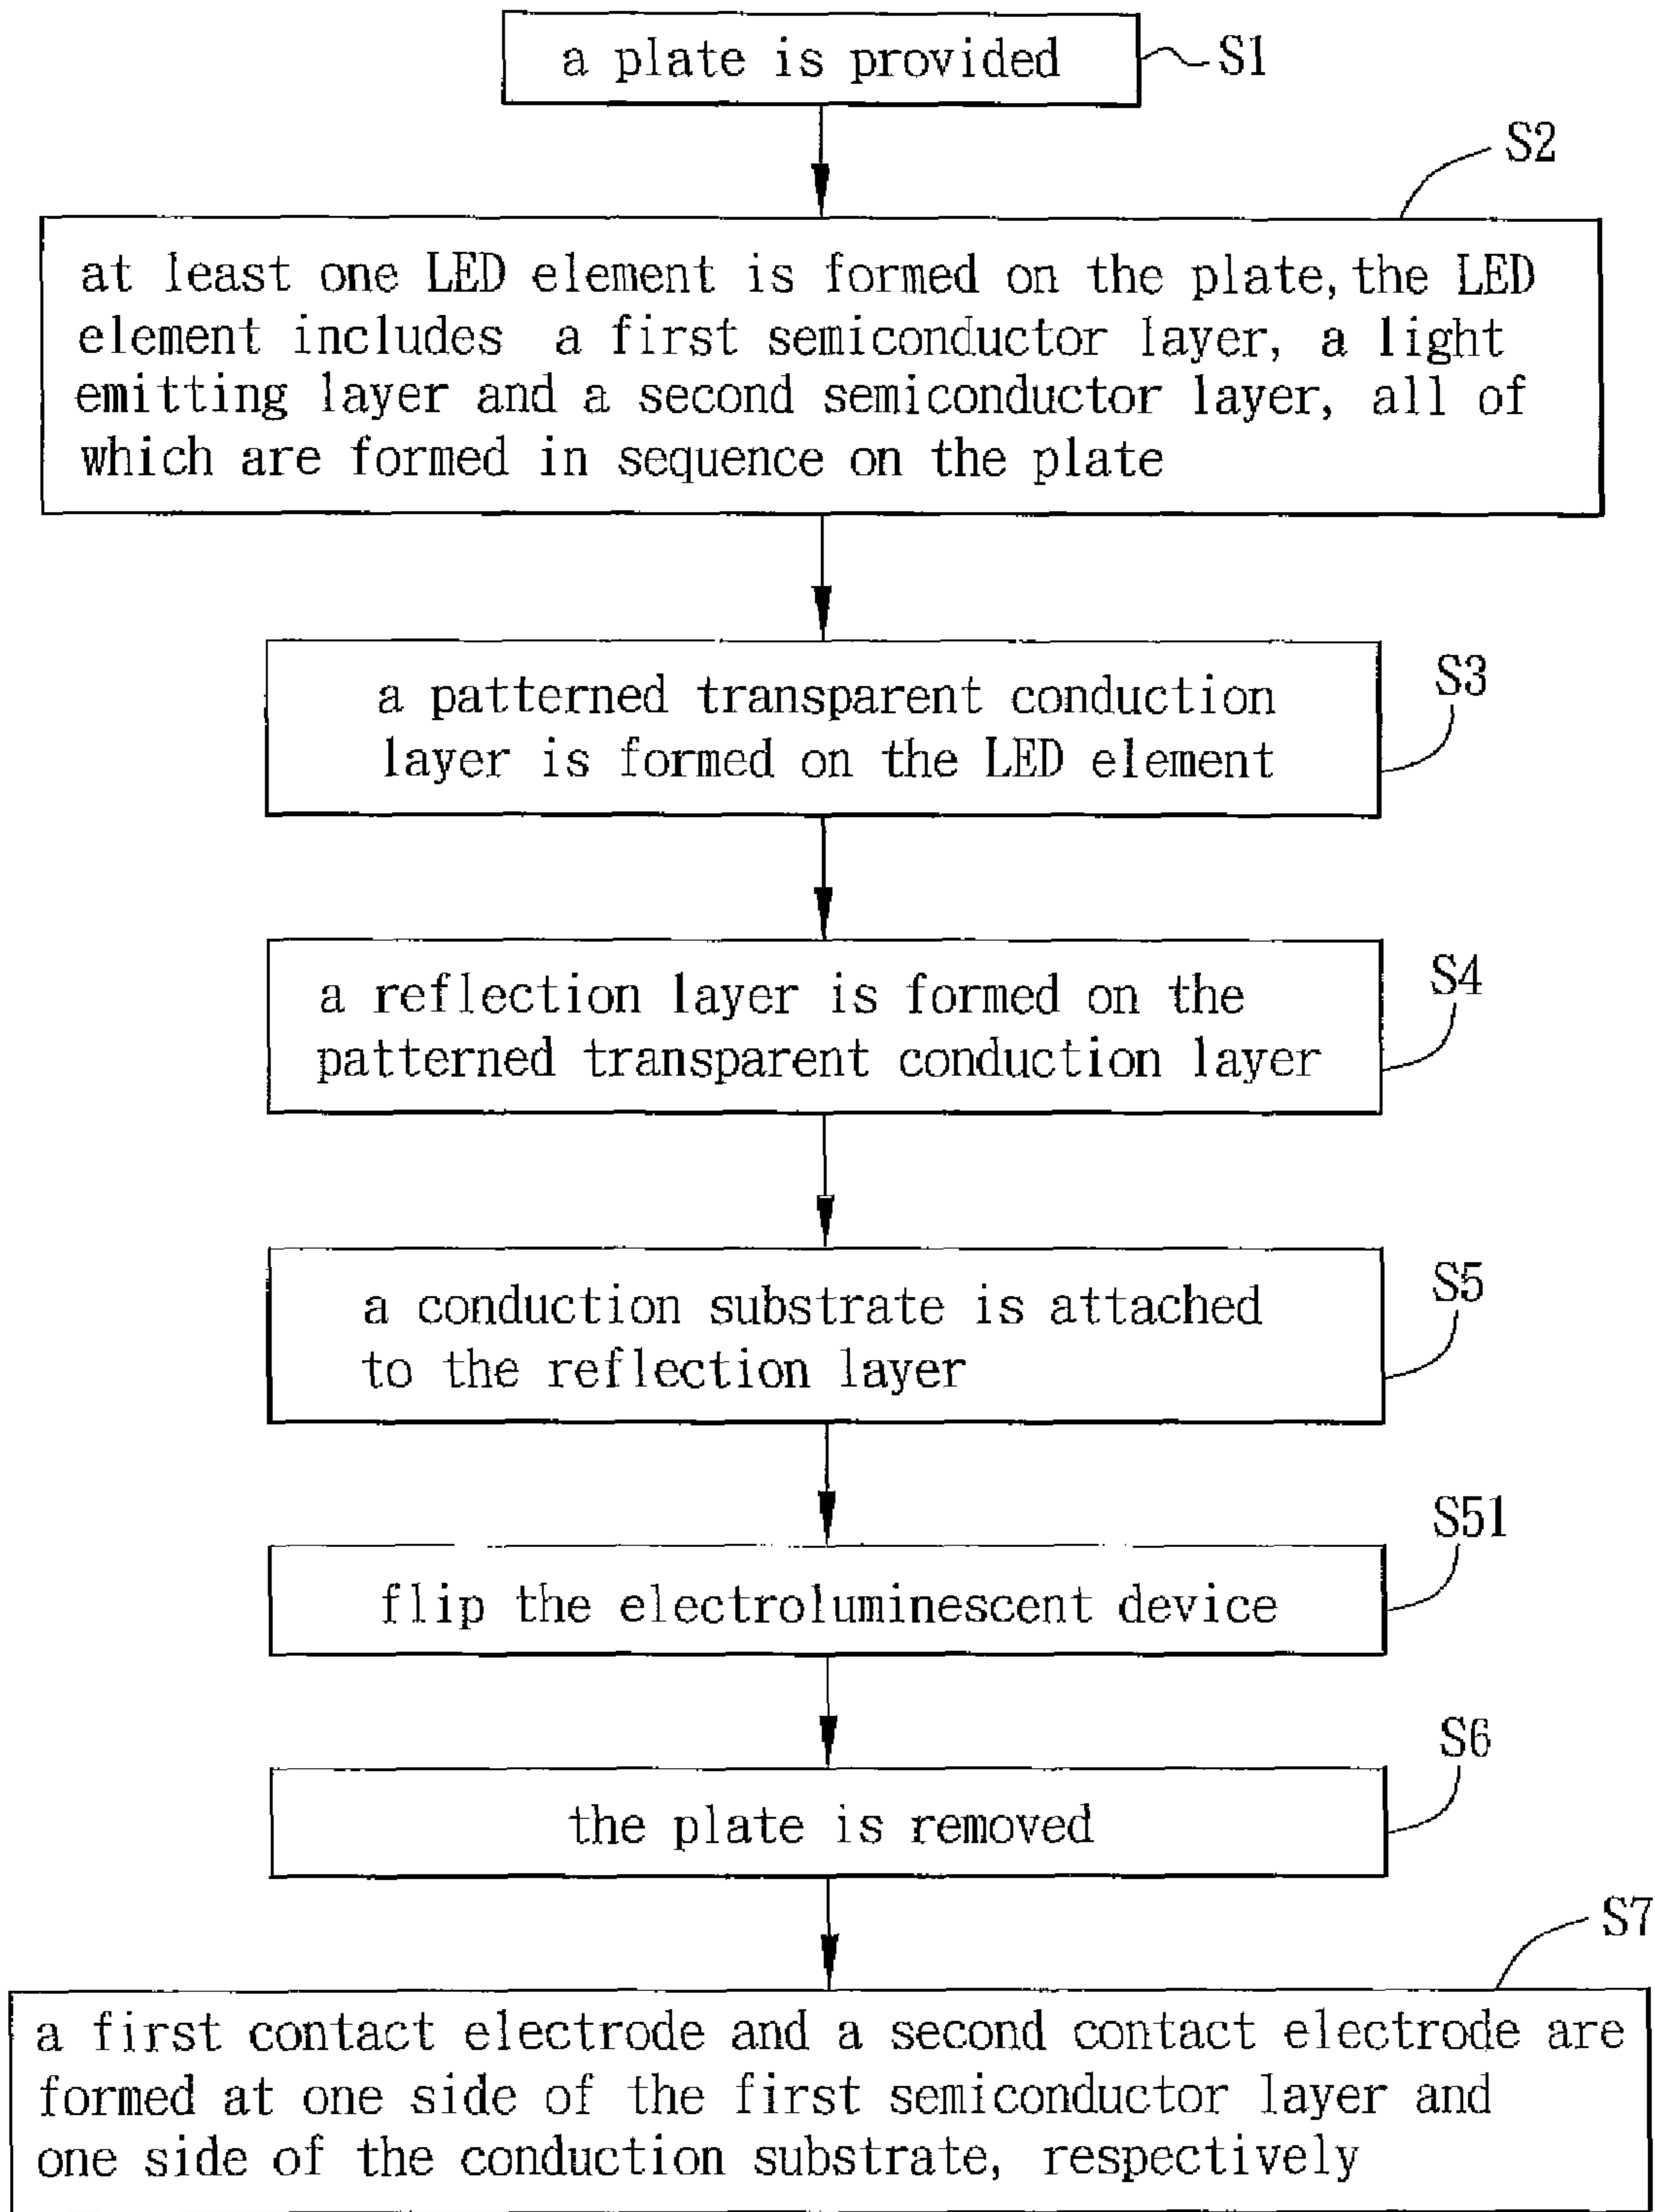 a plate is provided
S1
S2
at least one LED element is formed on the plate, the LED
element includes a first semiconductor layer, a light
emitting layer and a second semiconductor layer, all of
which are formed in sequence on the plate
S3
a patterned transparent conduction
layer is formed on the LED element
S4
a reflection layer is formed on the
patterned transparent conduction layer
S5
a conduction substrate is attached
to the reflection layer
S51
flip the electroluminescent device
S6
the plate is removed
S7
a first contact electrode and a second contact electrode are
formed at one side of the first semiconductor layer and
one side of the conduction substrate, respectively